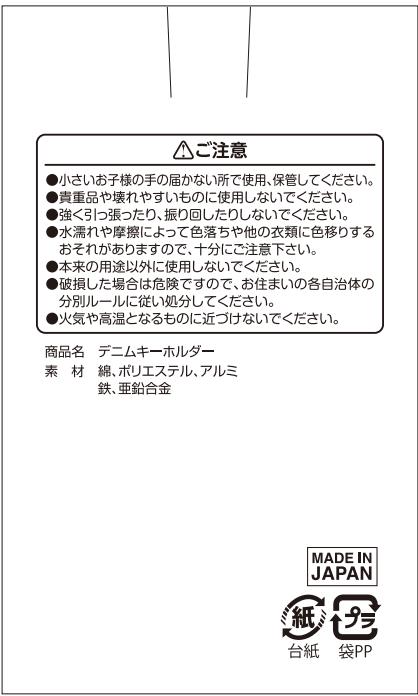 ⚠ご注意
●小さいお子様の手の届かない所で使用、保管してください。
●貴重品や壊れやすいものに使用しないでください。
●強く引っ張ったり、振り回したりしないでください。
●水濡れや摩擦によって色落ちや他の衣類に色移りする
おそれがありますので、十分にご注意下さい。
●本来の用途以外に使用しないでください。
●破損した場合は危険ですので、お住まいの各自治体の
分別ルールに従い処分してください。
●火気や高温となるものに近づけないでください。
商品名 デニムキーホルダー
素 材 綿、ポリエステル、アルミ
鉄、亜鉛合金
MADE IN
JAPAN
紙 プラ
台紙 袋PP